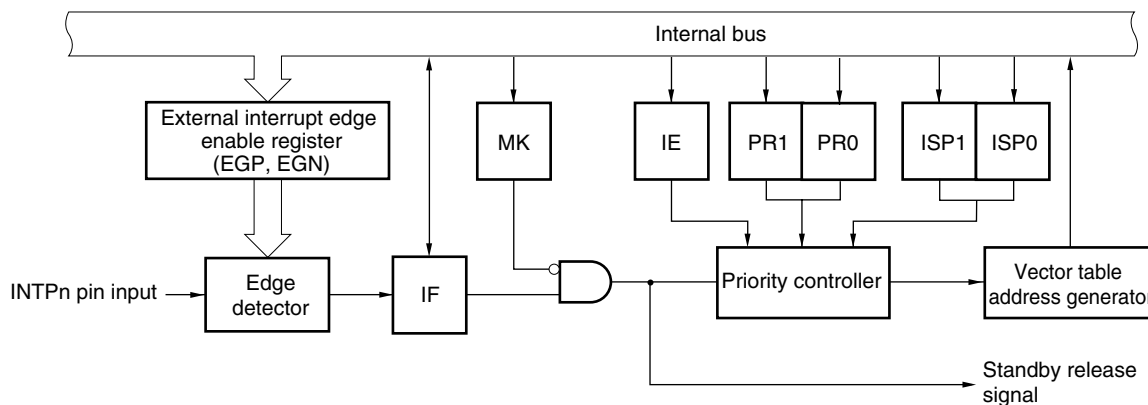 Internal bus
External interrupt edge
enable register
(EGP, EGN)
MK
IE
PR1
PR0
ISP1
ISP0
INTPn pin input
Edge
detector
IF
Priority controller
Vector table
address generator
Standby release
signal